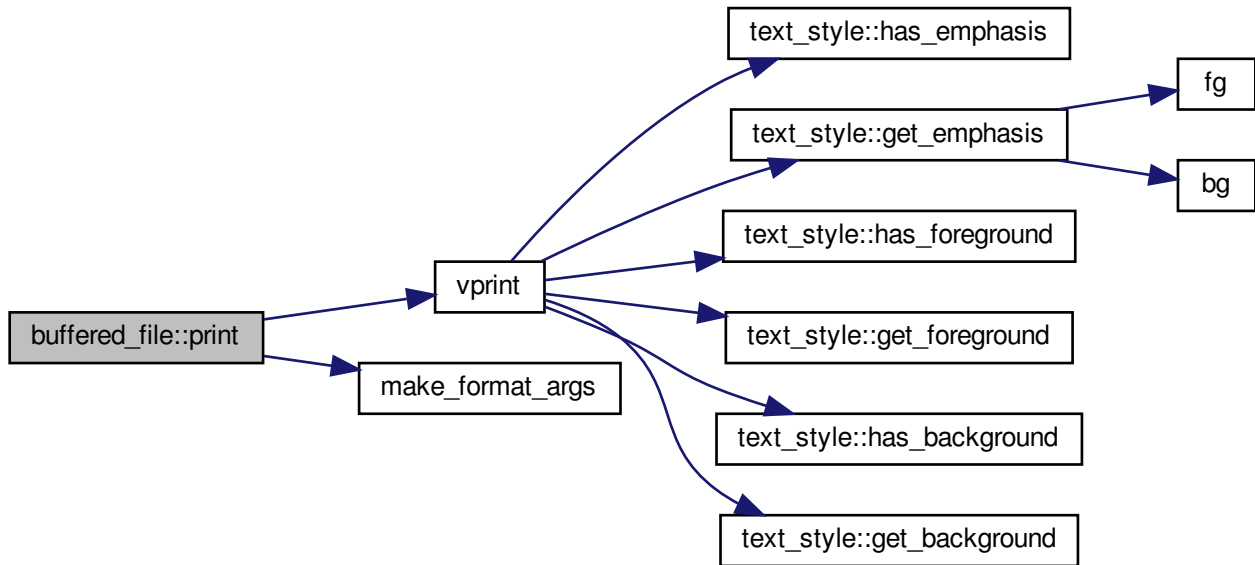 text_style::has_emphasis
fg
text_style::get_emphasis
bg
text_style::has_foreground
vprint
buffered_file::print
text_style::get_foreground
make_format_args
text_style::has_background
text_style::get_background